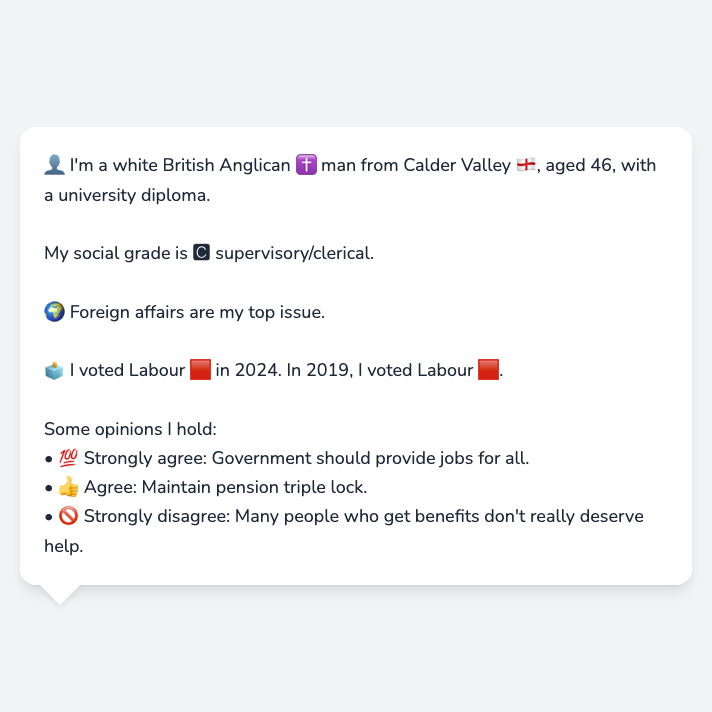 👤 I'm a white British Anglican ✝️ man from Calder Valley 🏴󠁧󠁢󠁥󠁮󠁧󠁿, aged 46, with
a university diploma.
My social grade is 🅲 supervisory/clerical.
🌍 Foreign affairs are my top issue.
🗳️ I voted Labour 🟥 in 2024. In 2019, I voted Labour 🟥.
Some opinions I hold:
• 💯 Strongly agree: Government should provide jobs for all.
• 👍 Agree: Maintain pension triple lock.
• 🚫 Strongly disagree: Many people who get benefits don't really deserve
help.